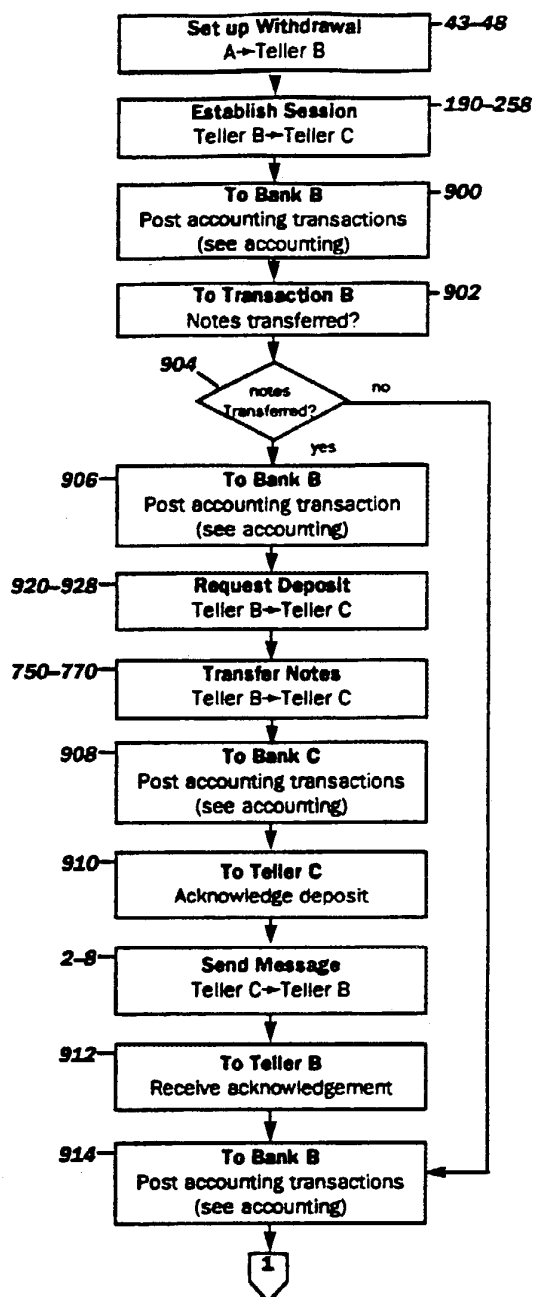 Set up Withdrawal
A→Teller B
43–48
Establish Session
Teller B→Teller C
190–258
To Bank B
Post accounting transactions
(see accounting)
900
To Transaction B
Notes transferred?
902
904
notes
Transferred?
no
yes
906
To Bank B
Post accounting transaction
(see accounting)
920–928
Request Deposit
Teller B→Teller C
750–770
Transfer Notes
Teller B→Teller C
908
To Bank C
Post accounting transactions
(see accounting)
910
To Teller C
Acknowledge deposit
2–8
Send Message
Teller C→Teller B
912
To Teller B
Receive acknowledgement
914
To Bank B
Post accounting transactions
(see accounting)
1